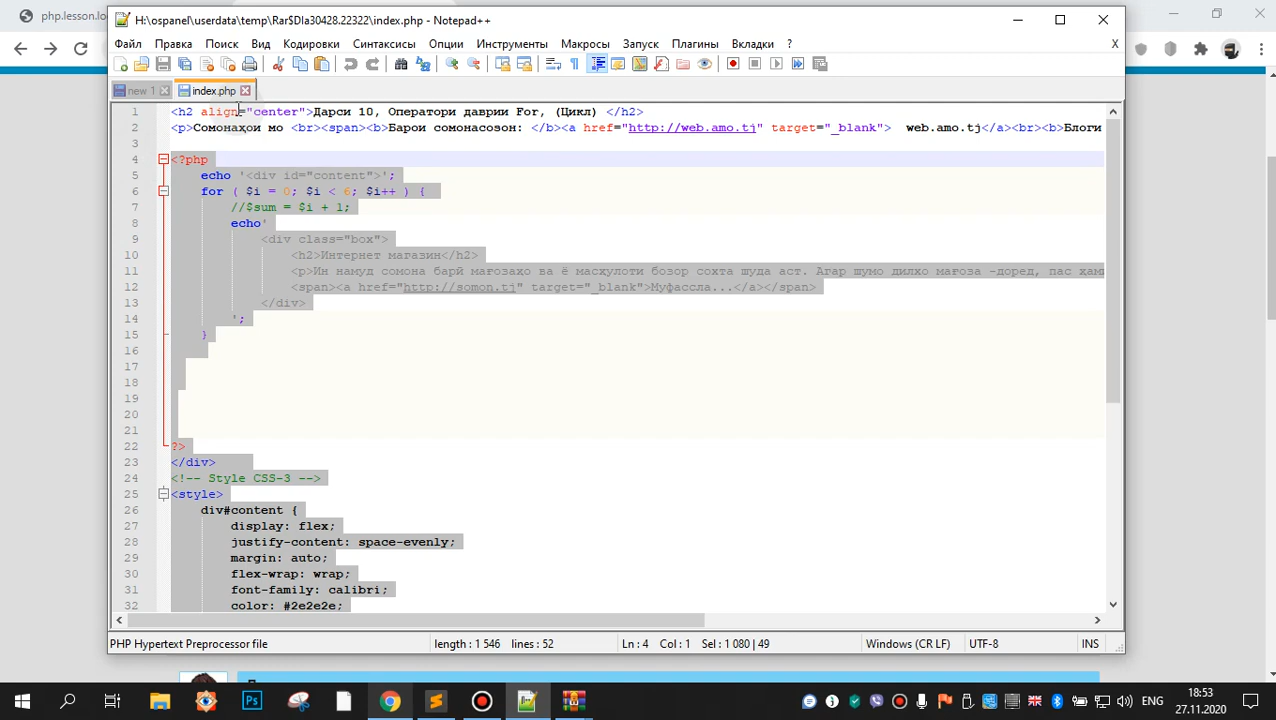 php.lesson.lo
H:\ospanel\userdata\temp\Rar$DIa30428.22322\index.php - Notepad++
Файл Правка Поиск Вид Кодировки Синтаксисы Опции Инструменты Макросы Запуск Плагины Вкладки ? X
new 1 index.php
1 <h2 align="center">Дарси 10, Оператори даврии For, (Цикл) </h2>
2 <p>Сомонаҳои мо <br><span><b>Барои сомонасозон: </b><a href="http://web.amo.tj" target="_blank"> web.amo.tj</a><br><b>Блоги
3
4 <?php
5 echo '<div id="content">';
6 for ( $i = 0; $i < 6; $i++ ) {
7 //$sum = $i + 1;
8 echo'
9 <div class="box">
10 <h2>Интернет магазин</h2>
11 <p>Ин намуд сомона барӣ мағозаҳо ва ё масҳулоти бозор сохта шуда аст. Агар шумо дилхо мағоза -доред, пас
12 <span><a href="http://somon.tj" target="_blank">Муфассла...</a></span>
13 </div>
14 ';
15 }
16
17
18
19
20
21
22 ?>
23 </div>
24 <!-- Style CSS-3 -->
25 <style>
26 div#content {
27 display: flex;
28 justify-content: space-evenly;
29 margin: auto;
30 flex-wrap: wrap;
31 font-family: calibri;
32 color: #2e2e2e;
PHP Hypertext Preprocessor file length : 1 546 lines : 52 Ln : 4 Col : 1 Sel : 1 080 | 49 Windows (CR LF) UTF-8 INS
ENG 18:53
27.11.2020